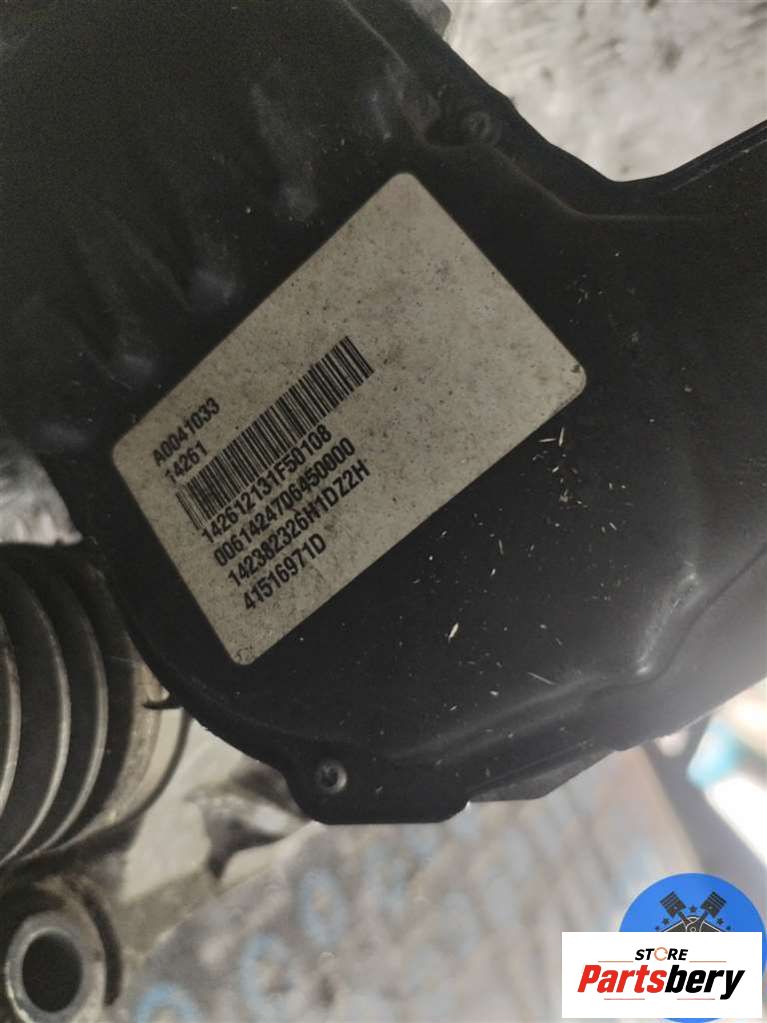 A0041033
14261
142612131F50108
0061424706450000
142382326H1DZ2H
41516971D
STORE
Partsbery